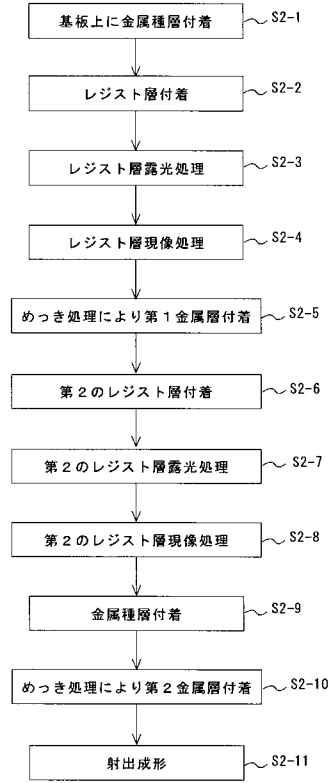 基板上に金属種層付着 S2-1
レジスト層付着 S2-2
レジスト層露光処理 S2-3
レジスト層現像処理 S2-4
めっき処理により第１金属層付着 S2-5
第２のレジスト層付着 S2-6
第２のレジスト層露光処理 S2-7
第２のレジスト層現像処理 S2-8
金属種層付着 S2-9
めっき処理により第２金属層付着 S2-10
射出成形 S2-11